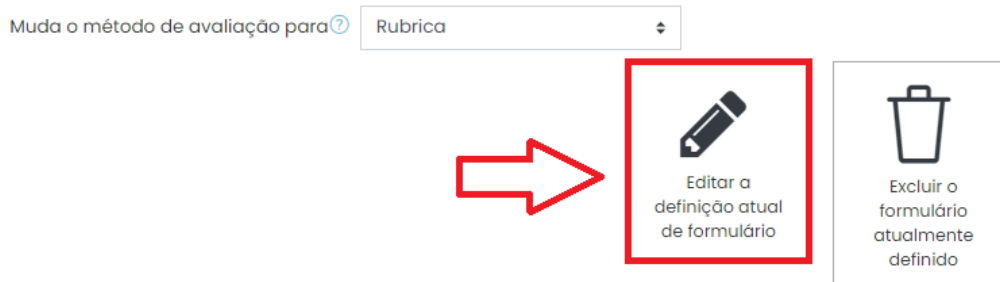 Muda o método de avaliação para
Rubrica
Editar a
definição atual
de formulário
Excluir o
formulário
atualmente
definido